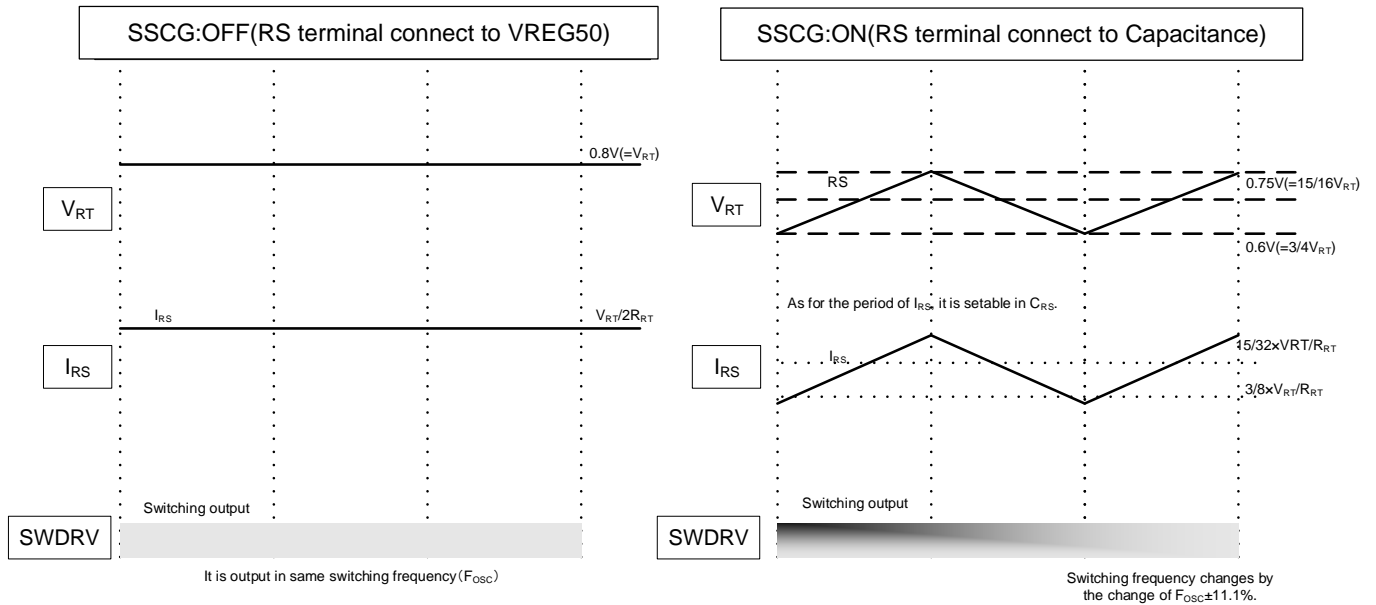 SSCG:OFF(RS terminal connect to VREG50)
0.8V(=VRT)
VRT
IRS
VRT/2RRT
IRS
Switching output
SWDRV
It is output in same switching frequency(FOSC)
SSCG:ON(RS terminal connect to Capacitance)
RS
0.75V(=15/16VRT)
VRT
0.6V(=3/4VRT)
As for the period of IRS, it is setable in CRS.
IRS
15/32×VRT/RRT
IRS
3/8×VRT/RRT
Switching output
SWDRV
Switching frequency changes by
the change of FOSC±11.1%.